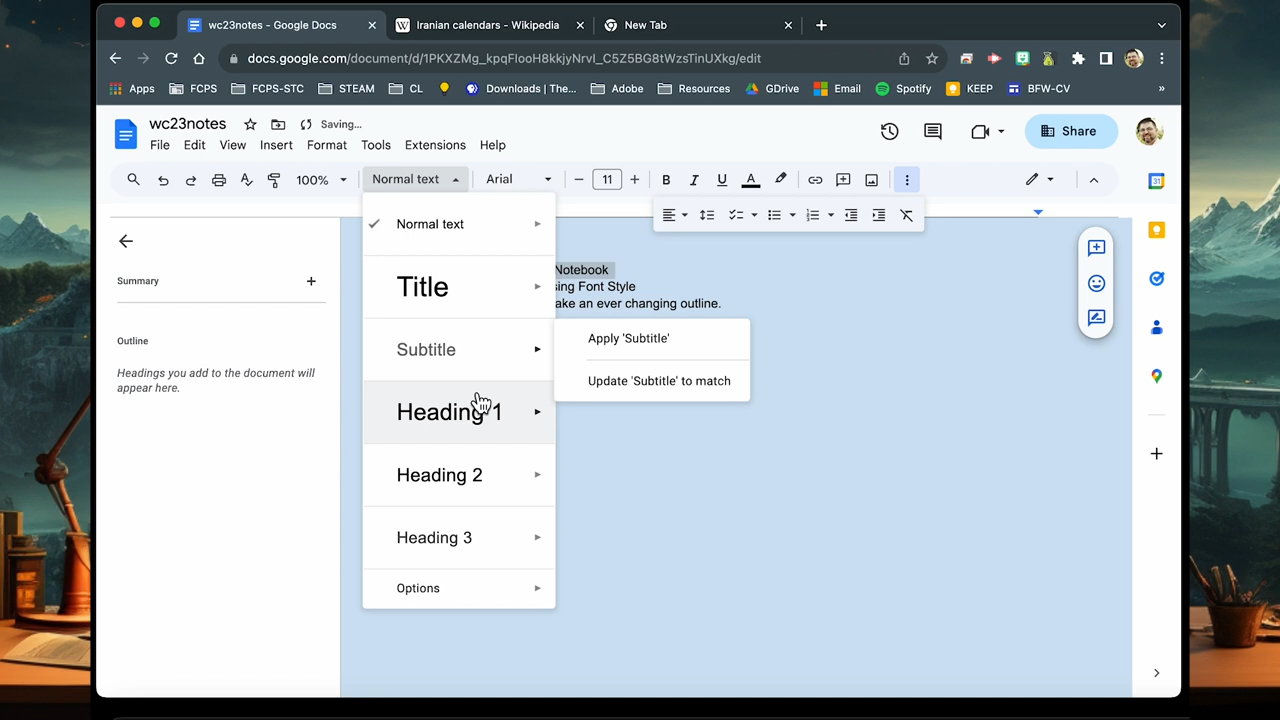 wc23notes - Google Docs
Iranian calendars - Wikipedia
New Tab
docs.google.com/document/d/1PKXZMg_kpqFlooH8kkjyNrvI_C5Z5BG8tWzsTinUXkg/edit
Apps
FCPS
FCPS-STC
STEAM
CL
Downloads | The...
Adobe
Resources
GDrive
Email
Spotify
KEEP
BFW-CV
»
wc23notes
Saving...
File
Edit
View
Insert
Format
Tools
Extensions
Help
Share
100%
Normal text
Arial
11
B
I
U
A
31
Summary
Outline
Headings you add to the document will
appear here.
Normal text
Title
Subtitle
Heading 1
Heading 2
Heading 3
Options
Apply 'Subtitle'
Update 'Subtitle' to match
Notebook
ing Font Style
ake an ever changing outline.